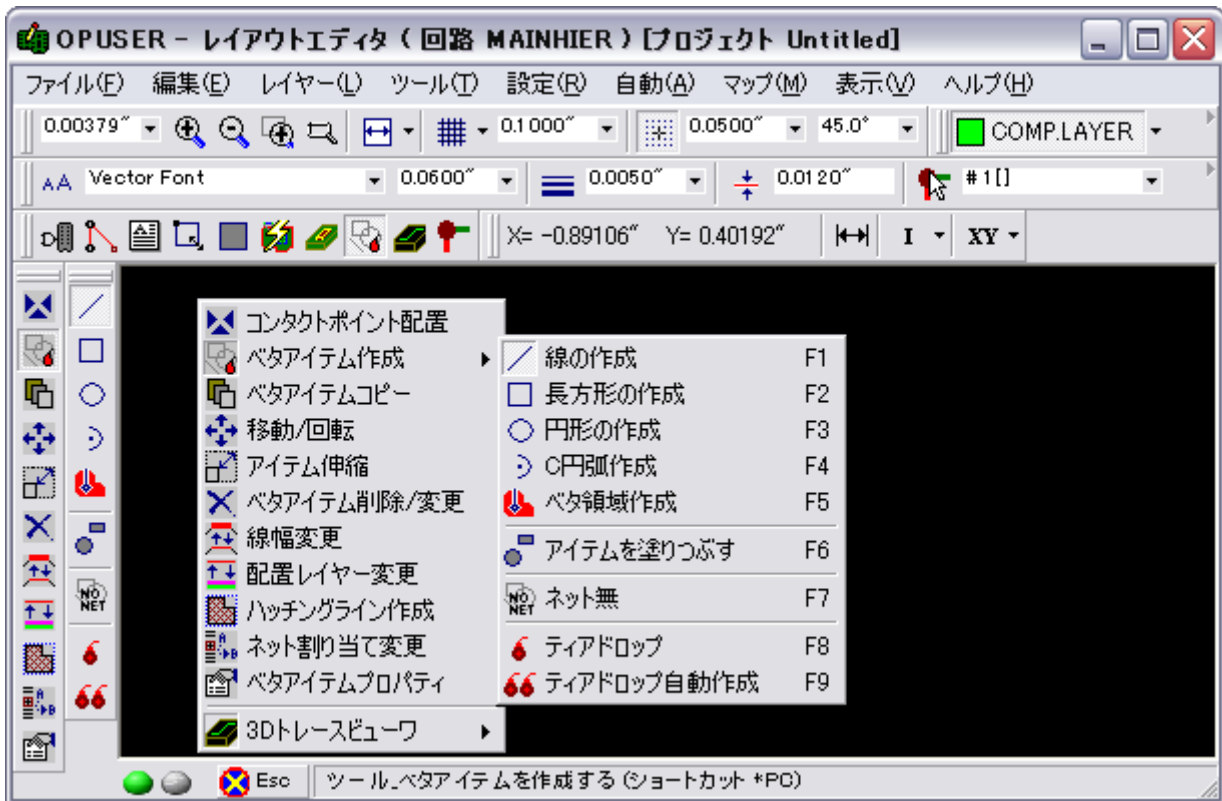 OPUSER - レイアウトエディタ ( 回路 MAINHIER ) [プロジェクト Untitled]
ファイル(F) 編集(E) レイヤー(L) ツール(T) 設定(R) 自動(A) マップ(M) 表示(V) ヘルプ(H)
0.00379″ 0.1000″ 0.0500″ 45.0° COMP.LAYER
AA Vector Font 0.0600″ 0.0050″ 0.0120″ #1[]
X= -0.89106″ Y= 0.40192″ I XY
コンタクトポイント配置
ベタアイテム作成
ベタアイテムコピー
移動/回転
アイテム伸縮
ベタアイテム削除/変更
線幅変更
配置レイヤー変更
ハッチングライン作成
ネット割り当て変更
ベタアイテムプロパティ
3Dトレースビューワ
線の作成 F1
長方形の作成 F2
円形の作成 F3
C円弧作成 F4
ベタ領域作成 F5
アイテムを塗りつぶす F6
NO NET ネット無 F7
ティアドロップ F8
ティアドロップ自動作成 F9
NO NET
Esc ツール_ベタアイテムを作成する (ショートカット *PC)